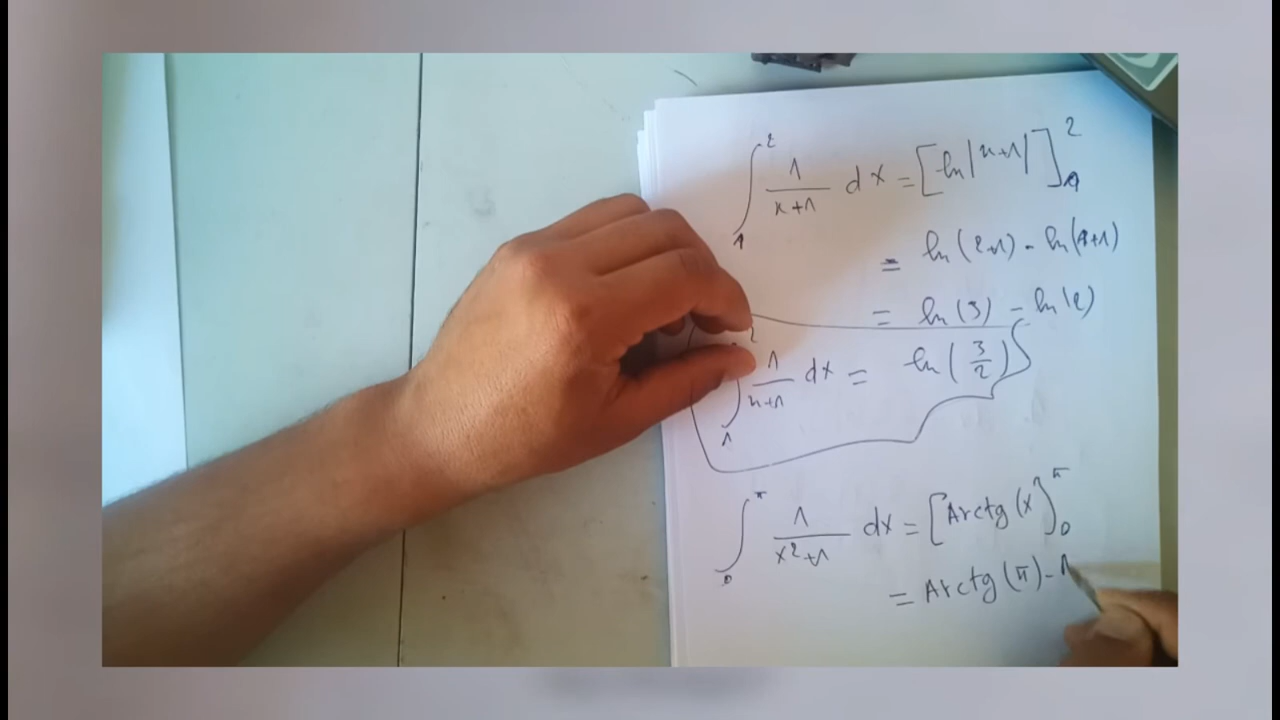 ∫₁² 1/(x+1) dx = [ln|x+1|]₁²
= ln(2+1) - ln(1+1)
= ln(3) - ln(2)
∫₁² 1/(x+1) dx = ln(3/2)
∫₀^π 1/(x²+1) dx = [Arctg(x)]₀^π
= Arctg(π) -